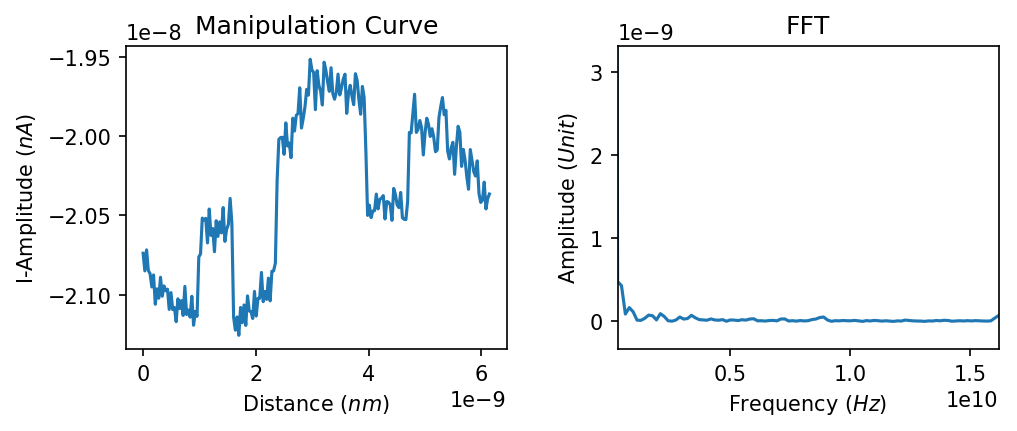 Manipulation Curve
1e−8
−1.95
−2.00
−2.05
−2.10
I-Amplitude (nA)
0 2 4 6
1e−9
Distance (nm)
FFT
1e−9
3
2
1
0
Amplitude (Unit)
0.5 1.0 1.5
1e10
Frequency (Hz)